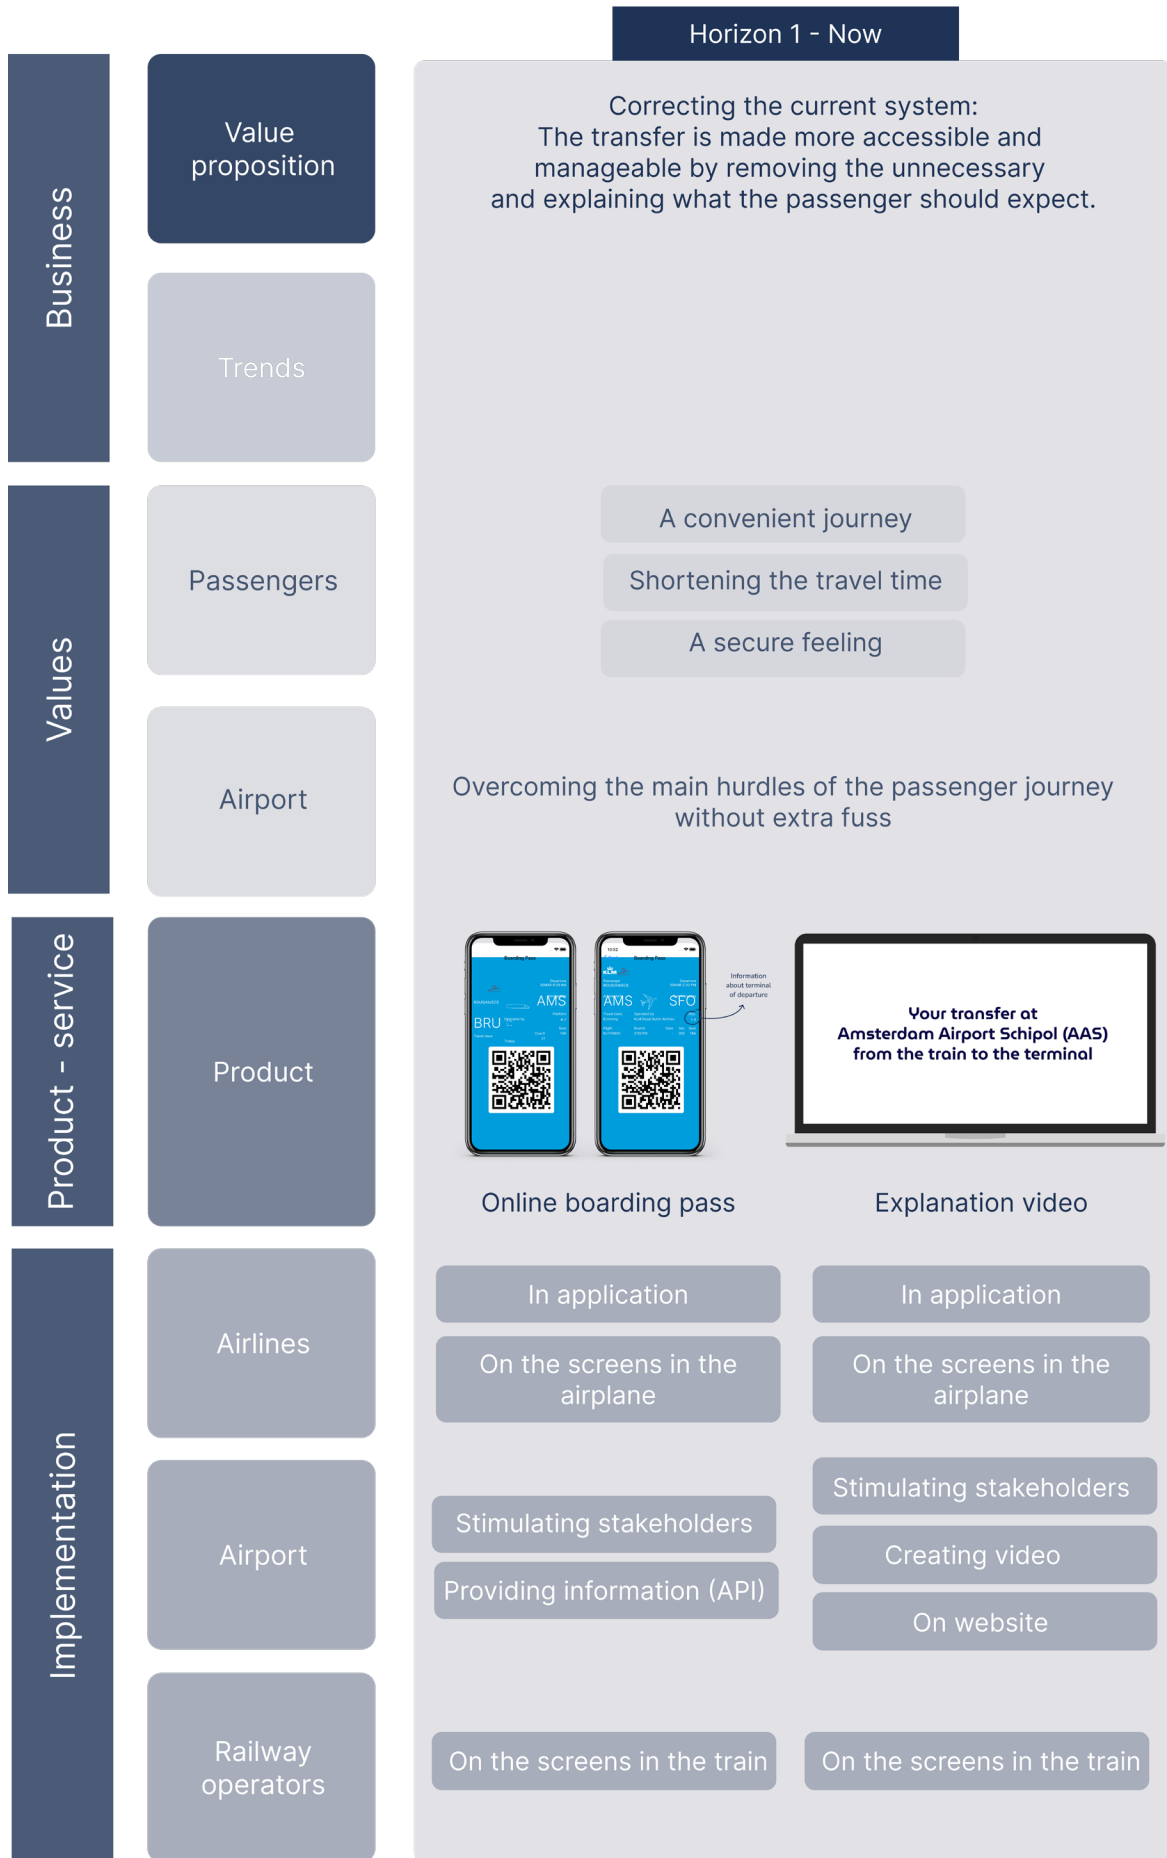 Horizon 1 - Now
Business
Value
proposition
Correcting the current system:
The transfer is made more accessible and
manageable by removing the unnecessary
and explaining what the passenger should expect.
Trends
Values
Passengers
A convenient journey
Shortening the travel time
A secure feeling
Airport
Overcoming the main hurdles of the passenger journey
without extra fuss
Product - service
Product
Boarding Pass
AMS
BRU
Boarding Pass
KLM
AMS
SFO
Information
about terminal
of departure
Your transfer at
Amsterdam Airport Schipol (AAS)
from the train to the terminal
Online boarding pass
Explanation video
Implementation
Airlines
In application
In application
On the screens in the
airplane
On the screens in the
airplane
Airport
Stimulating stakeholders
Providing information (API)
Stimulating stakeholders
Creating video
On website
Railway
operators
On the screens in the train
On the screens in the train